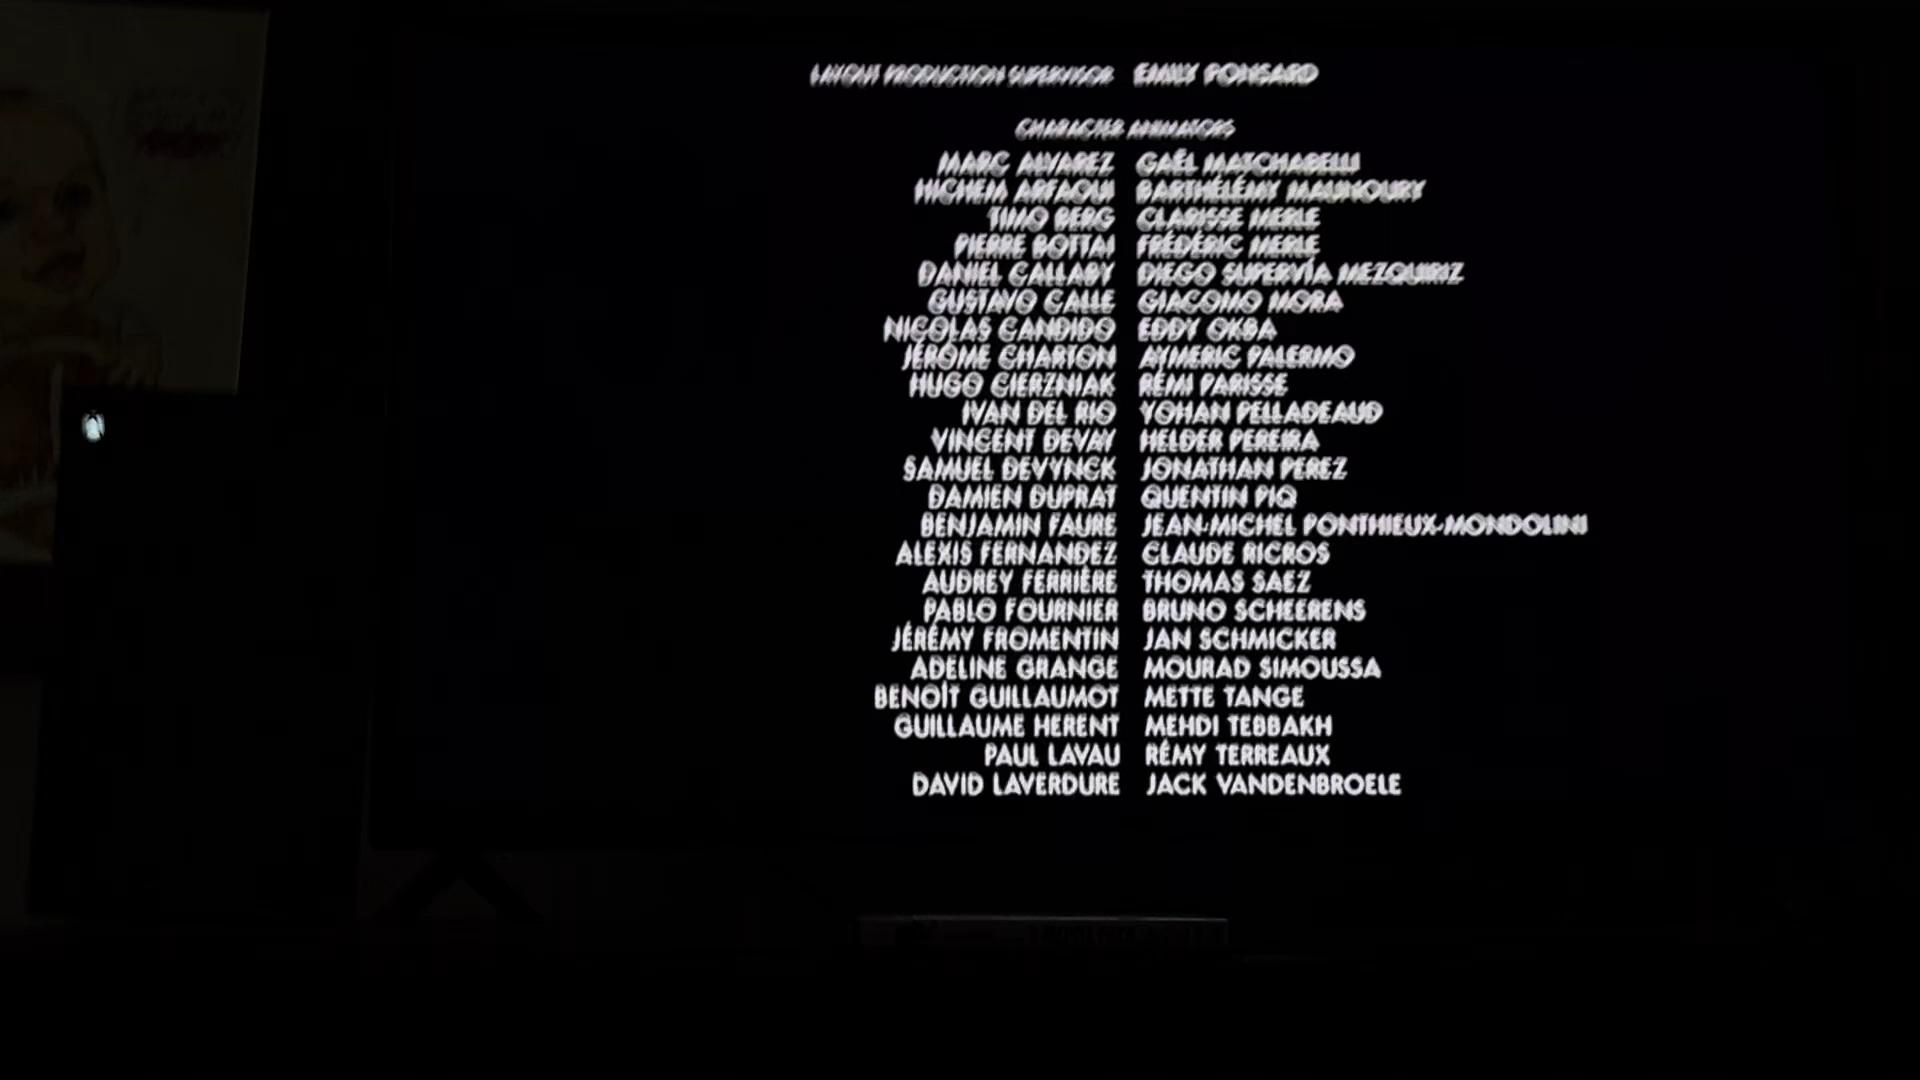 LAYOUT PRODUCTION SUPERVISOR EMILY PONSARD
CHARACTER ANIMATORS
MARC ALVAREZ GAËL MATCHABELLI
HICHEM ARFAOUI BARTHÉLÉMY MAUNOURY
TIMO BERG CLARISSE MERLE
PIERRE BOTTAI FRÉDÉRIC MERLE
DANIEL CALLABY DIEGO SUPERVÍA MEZQUIRIZ
GUSTAVO CALLE GIACOMO MORA
NICOLAS CANDIDO EDDY OKBA
JÉRÔME CHARTON AYMERIC PALERMO
HUGO CIERZNIAK RÉMI PARISSE
IVAN DEL RIO YOHAN PELLADEAUD
VINCENT DEVAY HELDER PEREIRA
SAMUEL DEVYNCK JONATHAN PEREZ
DAMIEN DUPRAT QUENTIN PIQ
BENJAMIN FAURE JEAN-MICHEL PONTHIEUX-MONDOLINI
ALEXIS FERNANDEZ CLAUDE RICROS
AUDREY FERRIÈRE THOMAS SAEZ
PABLO FOURNIER BRUNO SCHEERENS
JÉRÉMY FROMENTIN JAN SCHMICKER
ADELINE GRANGE MOURAD SIMOUSSA
BENOÎT GUILLAUMOT METTE TANGE
GUILLAUME HERENT MEHDI TEBBAKH
PAUL LAVAU RÉMY TERREAUX
DAVID LAVERDURE JACK VANDENBROELE